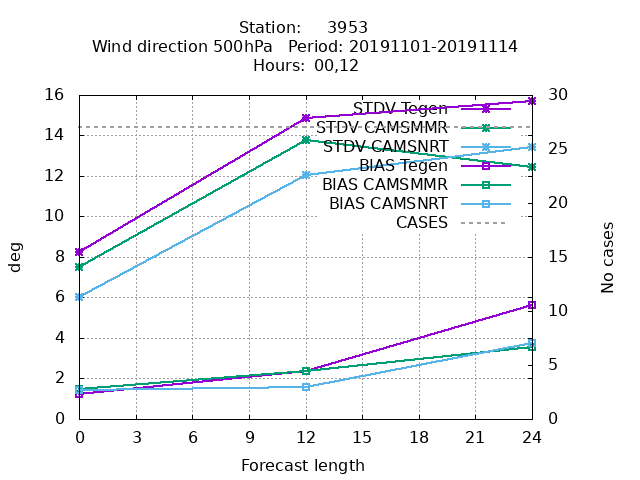 Station: 3953
Wind direction 500hPa Period: 20191101-20191114
Hours: 00,12
16
14
12
10
8
6
4
2
0
deg
30
25
20
15
10
5
0
No cases
STDV Tegen
STDV CAMSMMR
STDV CAMSNRT
BIAS Tegen
BIAS CAMSMMR
BIAS CAMSNRT
CASES
0 3 6 9 12 15 18 21 24
Forecast length